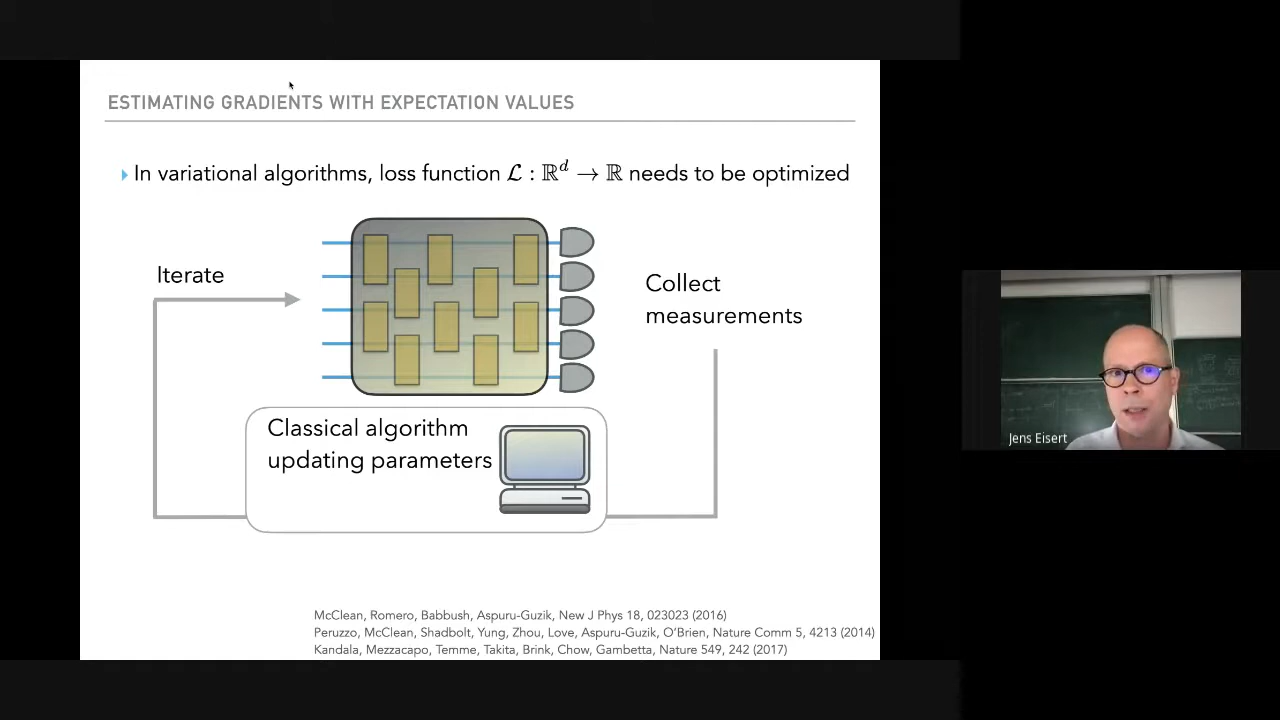 ESTIMATING GRADIENTS WITH EXPECTATION VALUES
In variational algorithms, loss function ℒ : ℝ^d → ℝ needs to be optimized
Iterate
Collect
measurements
Classical algorithm
updating parameters
McClean, Romero, Babbush, Aspuru-Guzik, New J Phys 18, 023023 (2016)
Peruzzo, McClean, Shadbolt, Yung, Zhou, Love, Aspuru-Guzik, O'Brien, Nature Comm 5, 4213 (2014)
Kandala, Mezzacapo, Temme, Takita, Brink, Chow, Gambetta, Nature 549, 242 (2017)
Jens Eisert